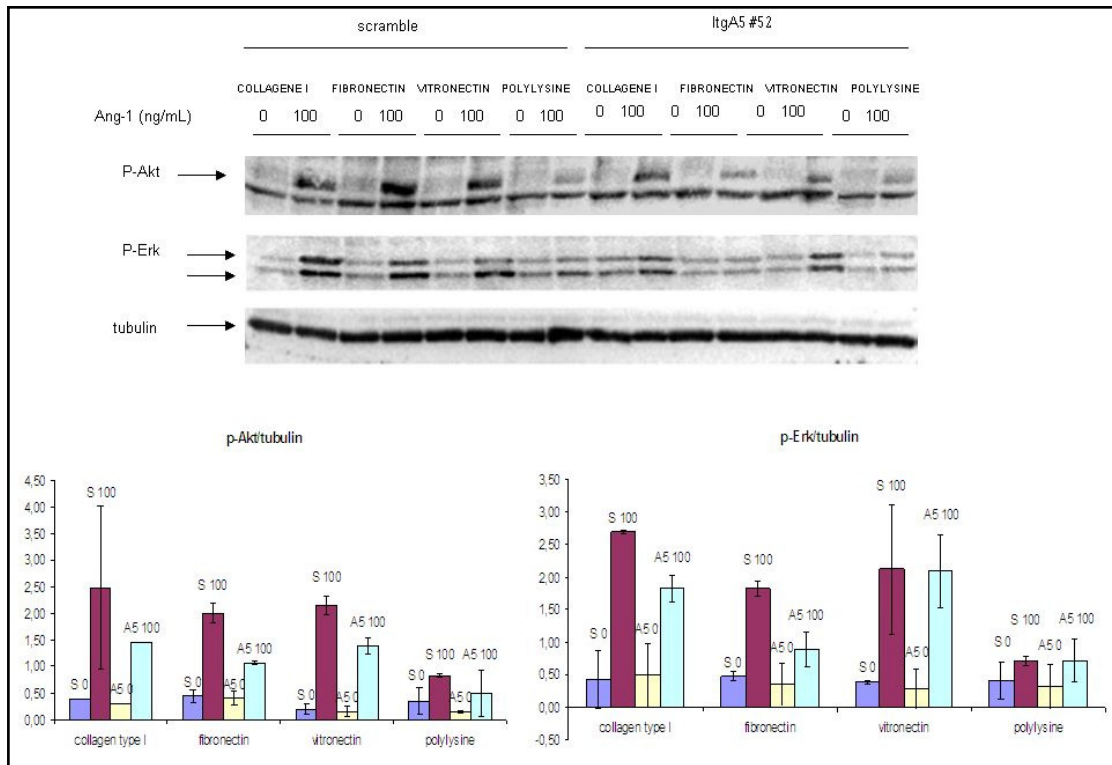 scramble ItgA5 #52
COLLAGENE I FIBRONECTIN VITRONECTIN POLYLYSINE COLLAGENE I FIBRONECTIN VITRONECTIN POLYLYSINE
Ang-1 (ng/mL) 0 100 0 100 0 100 0 100 0 100 0 100 0 100 0 100
P-Akt
P-Erk
tubulin
p-Akt/tubulin
4,50
4,00
3,50
3,00
2,50
2,00
1,50
1,00
0,50
0,00
S 0 S 100 A5 0 A5 100
S 0 S 100 A5 0 A5 100
S 0 S 100 A5 0 A5 100
S 0 S 100 A5 0 A5 100
collagen type I fibronectin vitronectin polylysine
p-Erk/tubulin
3,50
3,00
2,50
2,00
1,50
1,00
0,50
0,00
-0,50
S 0 S 100 A5 0 A5 100
S 0 S 100 A5 0 A5 100
S 0 S 100 A5 0 A5 100
S 0 S 100 A5 0 A5 100
collagen type I fibronectin vitronectin polylysine